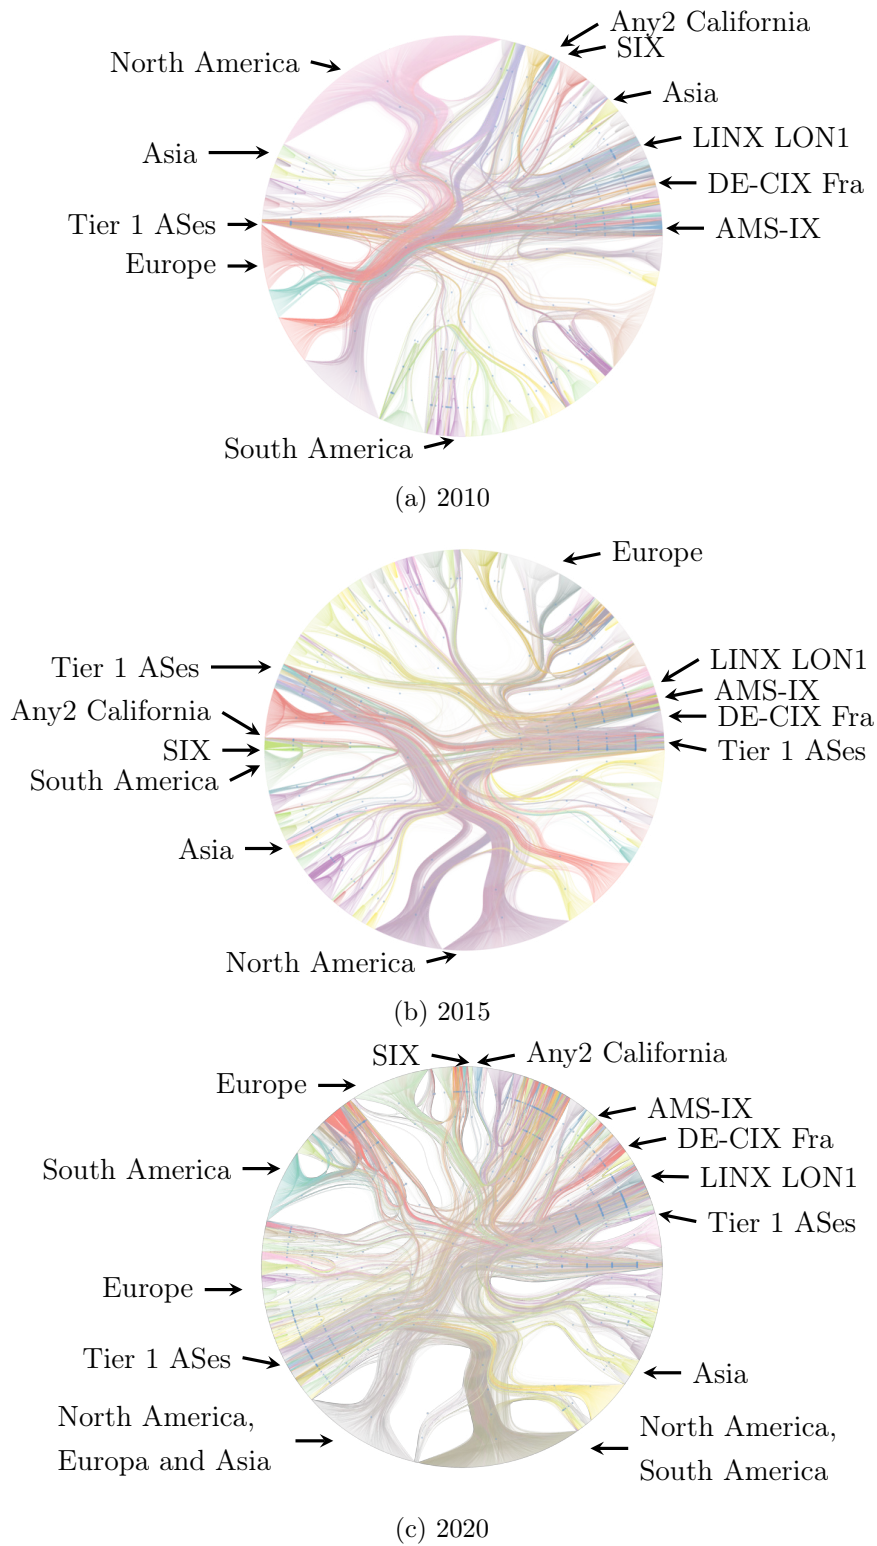 Any2 California
SIX
North America
Asia
LINX LON1
Asia
DE-CIX Fra
Tier 1 ASes
AMS-IX
Europe
South America
(a) 2010
Europe
LINX LON1
Tier 1 ASes
AMS-IX
Any2 California
DE-CIX Fra
SIX
Tier 1 ASes
South America
Asia
North America
(b) 2015
SIX
Any2 California
Europe
AMS-IX
DE-CIX Fra
South America
LINX LON1
Tier 1 ASes
Europe
Tier 1 ASes
Asia
North America,
Europa and Asia
North America,
South America
(c) 2020